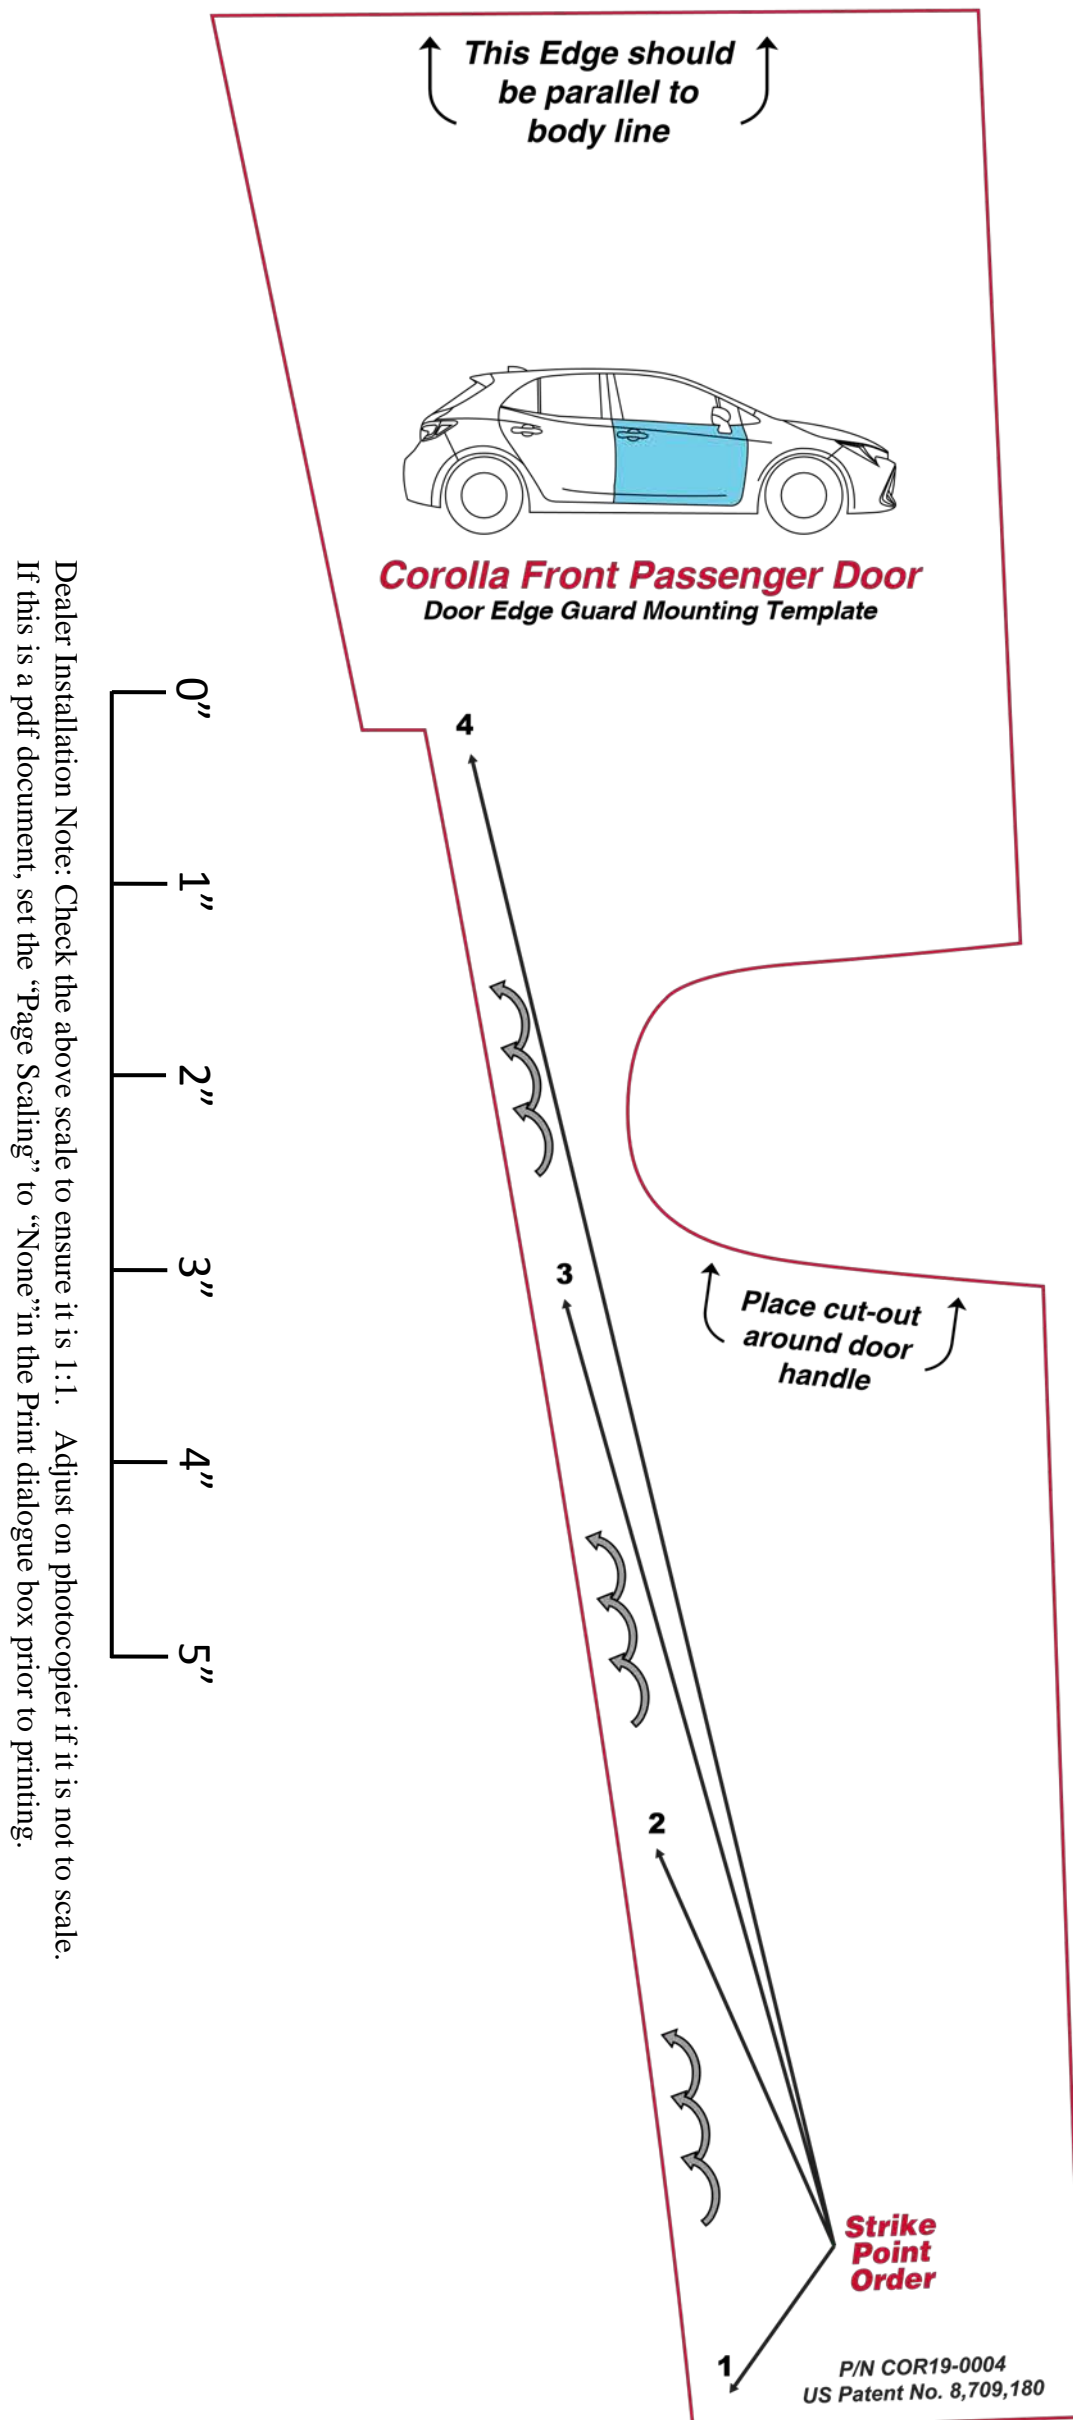 This Edge should
be parallel to
body line
Corolla Front Passenger Door
Door Edge Guard Mounting Template
0”
1”
2”
3”
4”
5”
Dealer Installation Note: Check the above scale to ensure it is 1:1.   Adjust on photocopier if it is not to scale.
If this is a pdf document, set the “Page Scaling” to “None”in the Print dialogue box prior to printing.
4
3
Place cut-out
around door
handle
2
Strike
Point
Order
1
P/N COR19-0004
US Patent No. 8,709,180